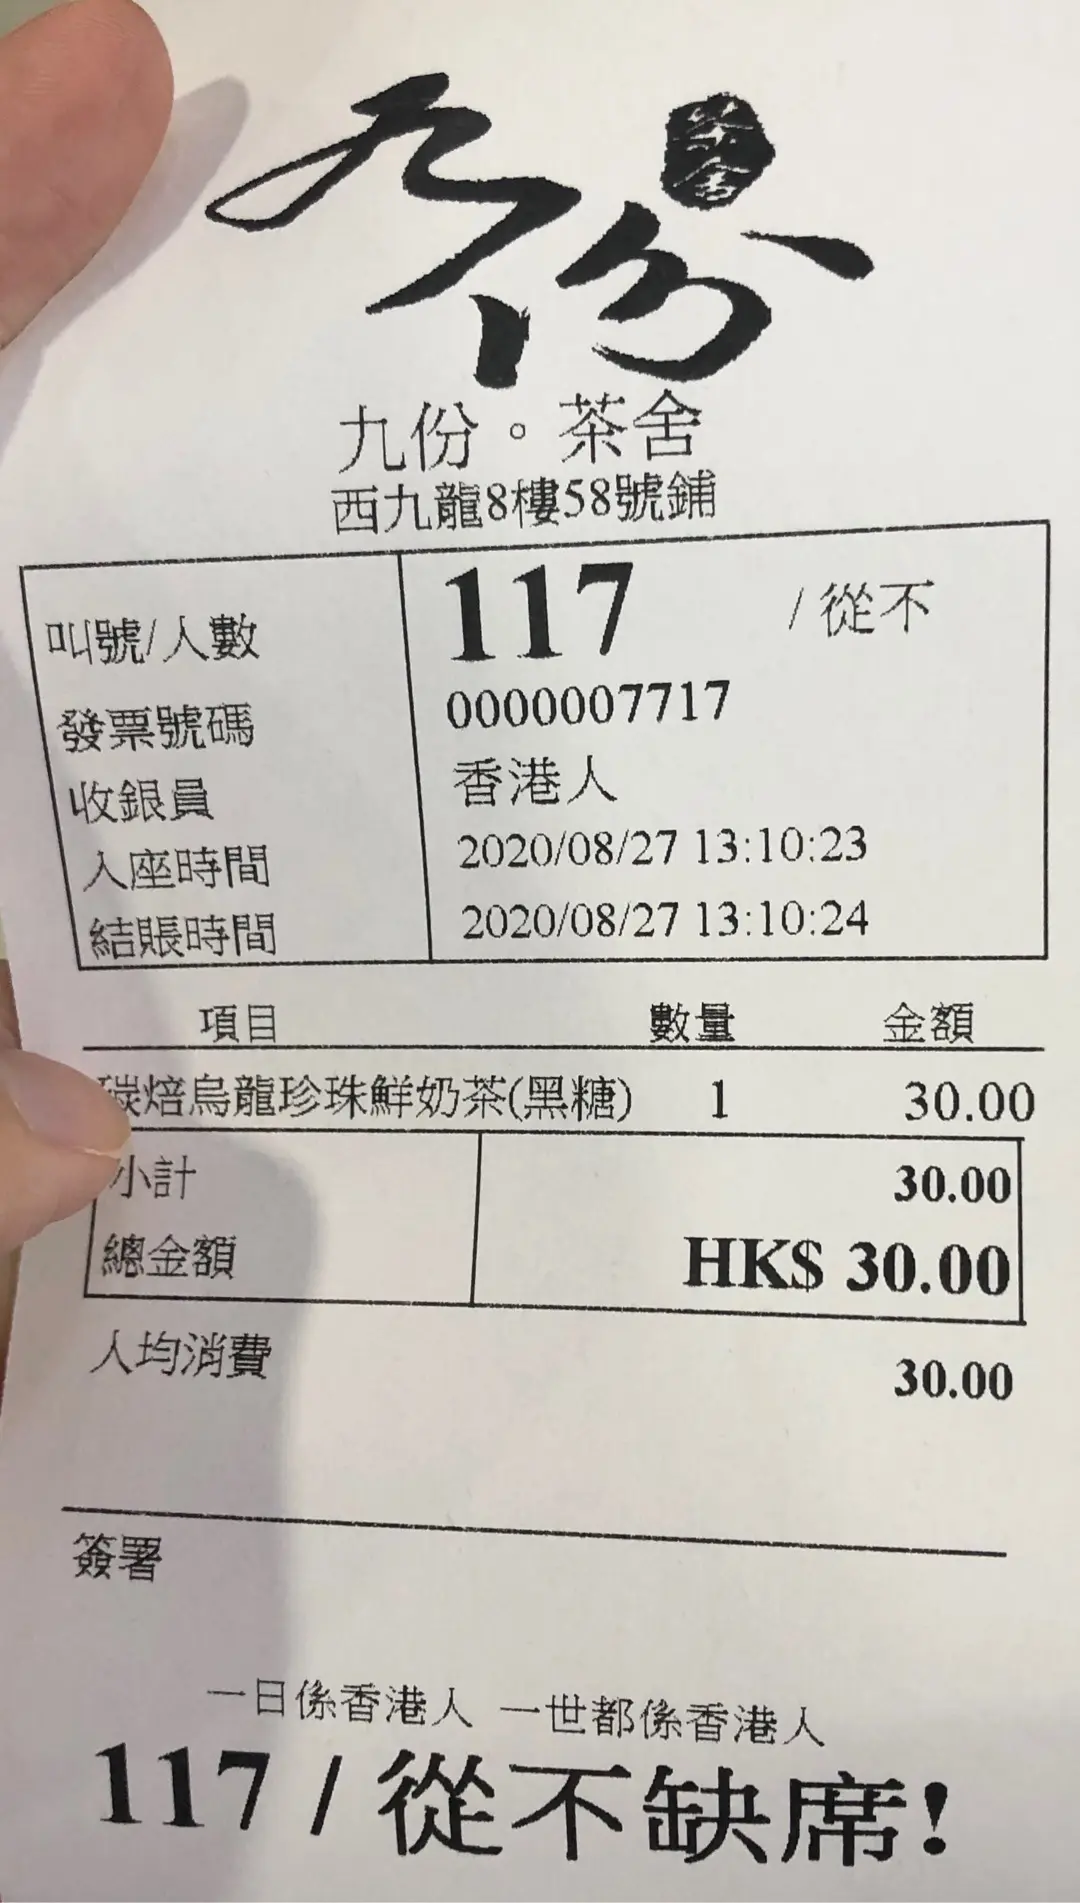 九份
茶舍
九份。茶舍
西九龍8樓58號鋪
叫號/人數 117 /從不
發票號碼 0000007717
收銀員 香港人
入座時間 2020/08/27 13:10:23
結賬時間 2020/08/27 13:10:24
項目 數量 金額
碳焙烏龍珍珠鮮奶茶(黑糖) 1 30.00
小計 30.00
總金額 HK$ 30.00
人均消費 30.00
簽署
一日係香港人 一世都係香港人
117 / 從不缺席!